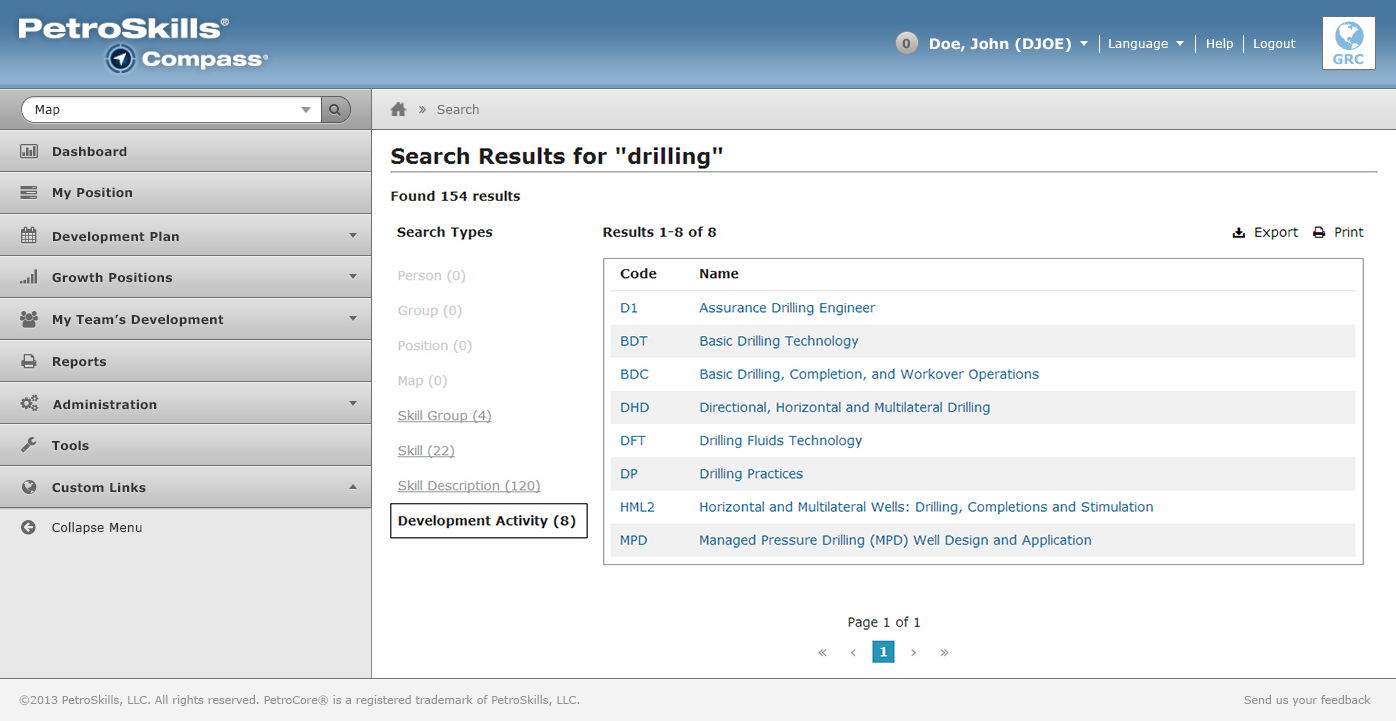 PetroSkills®
Compass®
0 Doe, John (DJOE) Language Help Logout
GRC
Map
» Search
Dashboard
My Position
Development Plan
Growth Positions
My Team’s Development
Reports
Administration
Tools
Custom Links
Collapse Menu
Search Results for "drilling"
Found 154 results
Search Types
Person (0)
Group (0)
Position (0)
Map (0)
Skill Group (4)
Skill (22)
Skill Description (120)
Development Activity (8)
Results 1-8 of 8 Export Print
Code Name
D1 Assurance Drilling Engineer
BDT Basic Drilling Technology
BDC Basic Drilling, Completion, and Workover Operations
DHD Directional, Horizontal and Multilateral Drilling
DFT Drilling Fluids Technology
DP Drilling Practices
HML2 Horizontal and Multilateral Wells: Drilling, Completions and Stimulation
MPD Managed Pressure Drilling (MPD) Well Design and Application
Page 1 of 1
« ‹ 1 › »
©2013 PetroSkills, LLC. All rights reserved. PetroCore® is a registered trademark of PetroSkills, LLC. Send us your feedback